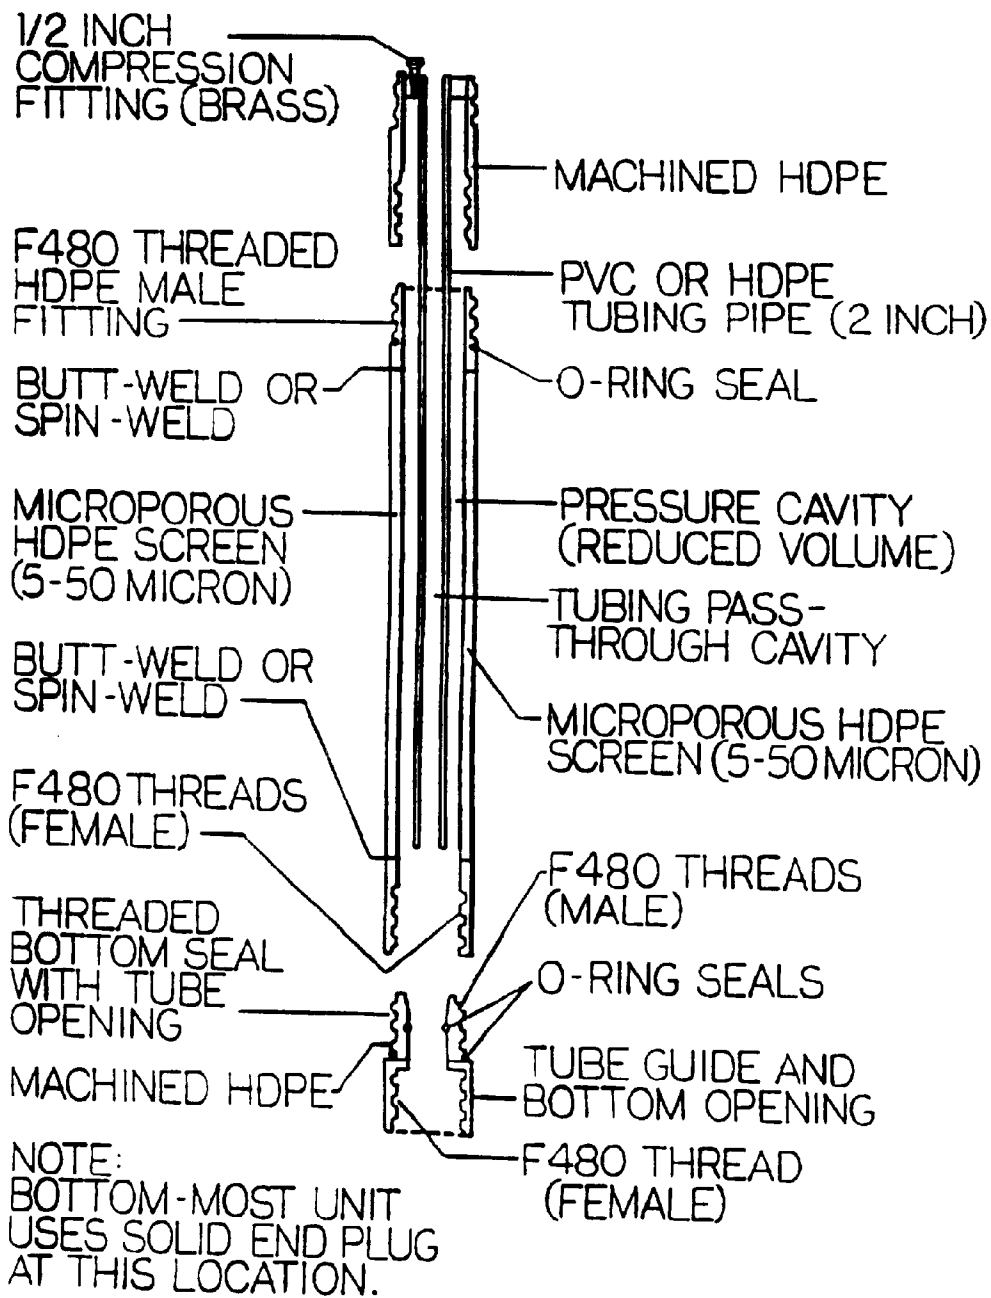 1/2 INCH
COMPRESSION
FITTING (BRASS)
MACHINED HDPE
F480 THREADED
HDPE MALE
FITTING
PVC OR HDPE
TUBING PIPE (2 INCH)
BUTT-WELD OR
SPIN-WELD
O-RING SEAL
MICROPOROUS
HDPE SCREEN
(5-50 MICRON)
PRESSURE CAVITY
(REDUCED VOLUME)
TUBING PASS-
THROUGH CAVITY
BUTT-WELD OR
SPIN-WELD
MICROPOROUS HDPE
SCREEN (5-50 MICRON)
F480 THREADS
(FEMALE)
F480 THREADS
(MALE)
THREADED
BOTTOM SEAL
WITH TUBE
OPENING
O-RING SEALS
MACHINED HDPE
TUBE GUIDE AND
BOTTOM OPENING
F480 THREAD
(FEMALE)
NOTE:
BOTTOM-MOST UNIT
USES SOLID END PLUG
AT THIS LOCATION.